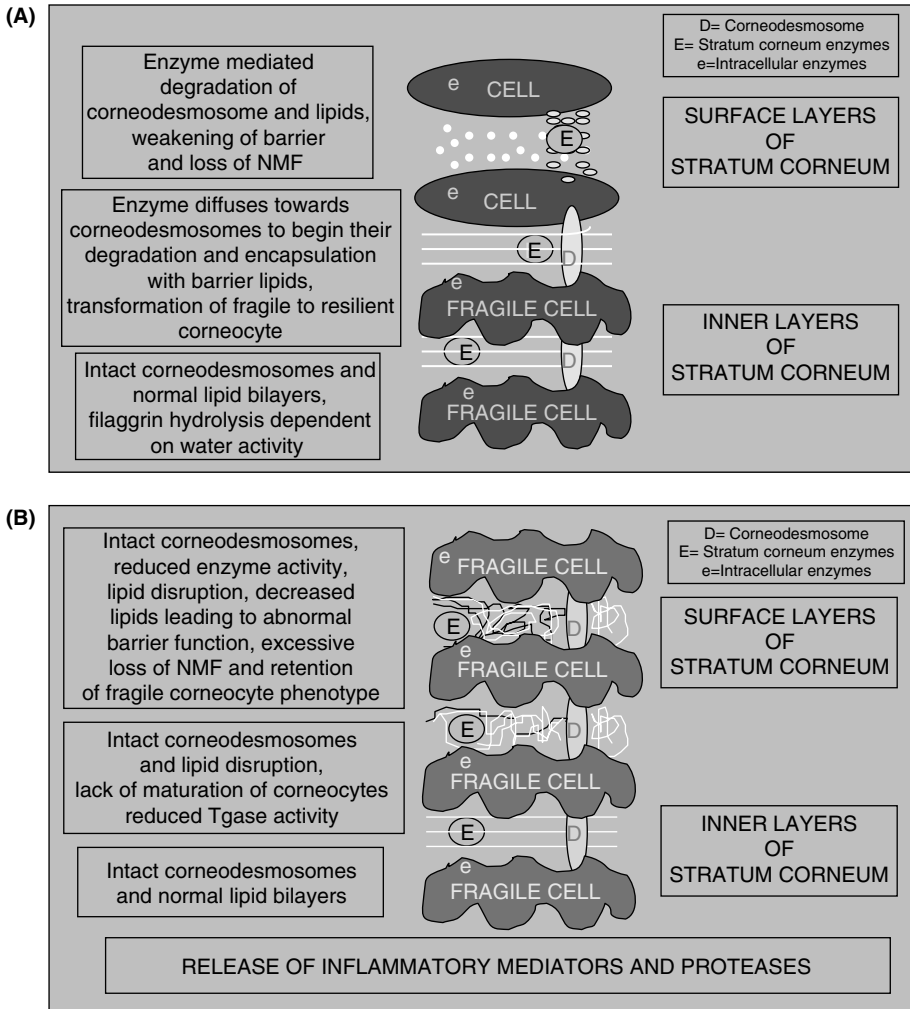 (A)
D= Corneodesmosome
E= Stratum corneum enzymes
e=Intracellular enzymes
Enzyme mediated
degradation of
corneodesmosome and lipids,
weakening of barrier
and loss of NMF
e CELL
E
SURFACE LAYERS
OF
STRATUM CORNEUM
e CELL
Enzyme diffuses towards
corneodesmosomes to begin their
degradation and encapsulation
with barrier lipids,
transformation of fragile to resilient
corneocyte
E D
e
FRAGILE CELL
INNER LAYERS
OF
STRATUM CORNEUM
E D
Intact corneodesmosomes and
normal lipid bilayers,
filaggrin hydrolysis dependent
on water activity
e
FRAGILE CELL
(B)
D= Corneodesmosome
E= Stratum corneum enzymes
e=Intracellular enzymes
Intact corneodesmosomes,
reduced enzyme activity,
lipid disruption, decreased
lipids leading to abnormal
barrier function, excessive
loss of NMF and retention
of fragile corneocyte phenotype
e FRAGILE CELL
E D
SURFACE LAYERS
OF
STRATUM CORNEUM
e
FRAGILE CELL
E D
Intact corneodesmosomes
and lipid disruption,
lack of maturation of corneocytes
reduced Tgase activity
e
FRAGILE CELL
E D
INNER LAYERS
OF
STRATUM CORNEUM
Intact corneodesmosomes
and normal lipid bilayers
e
FRAGILE CELL
RELEASE OF INFLAMMATORY MEDIATORS AND PROTEASES